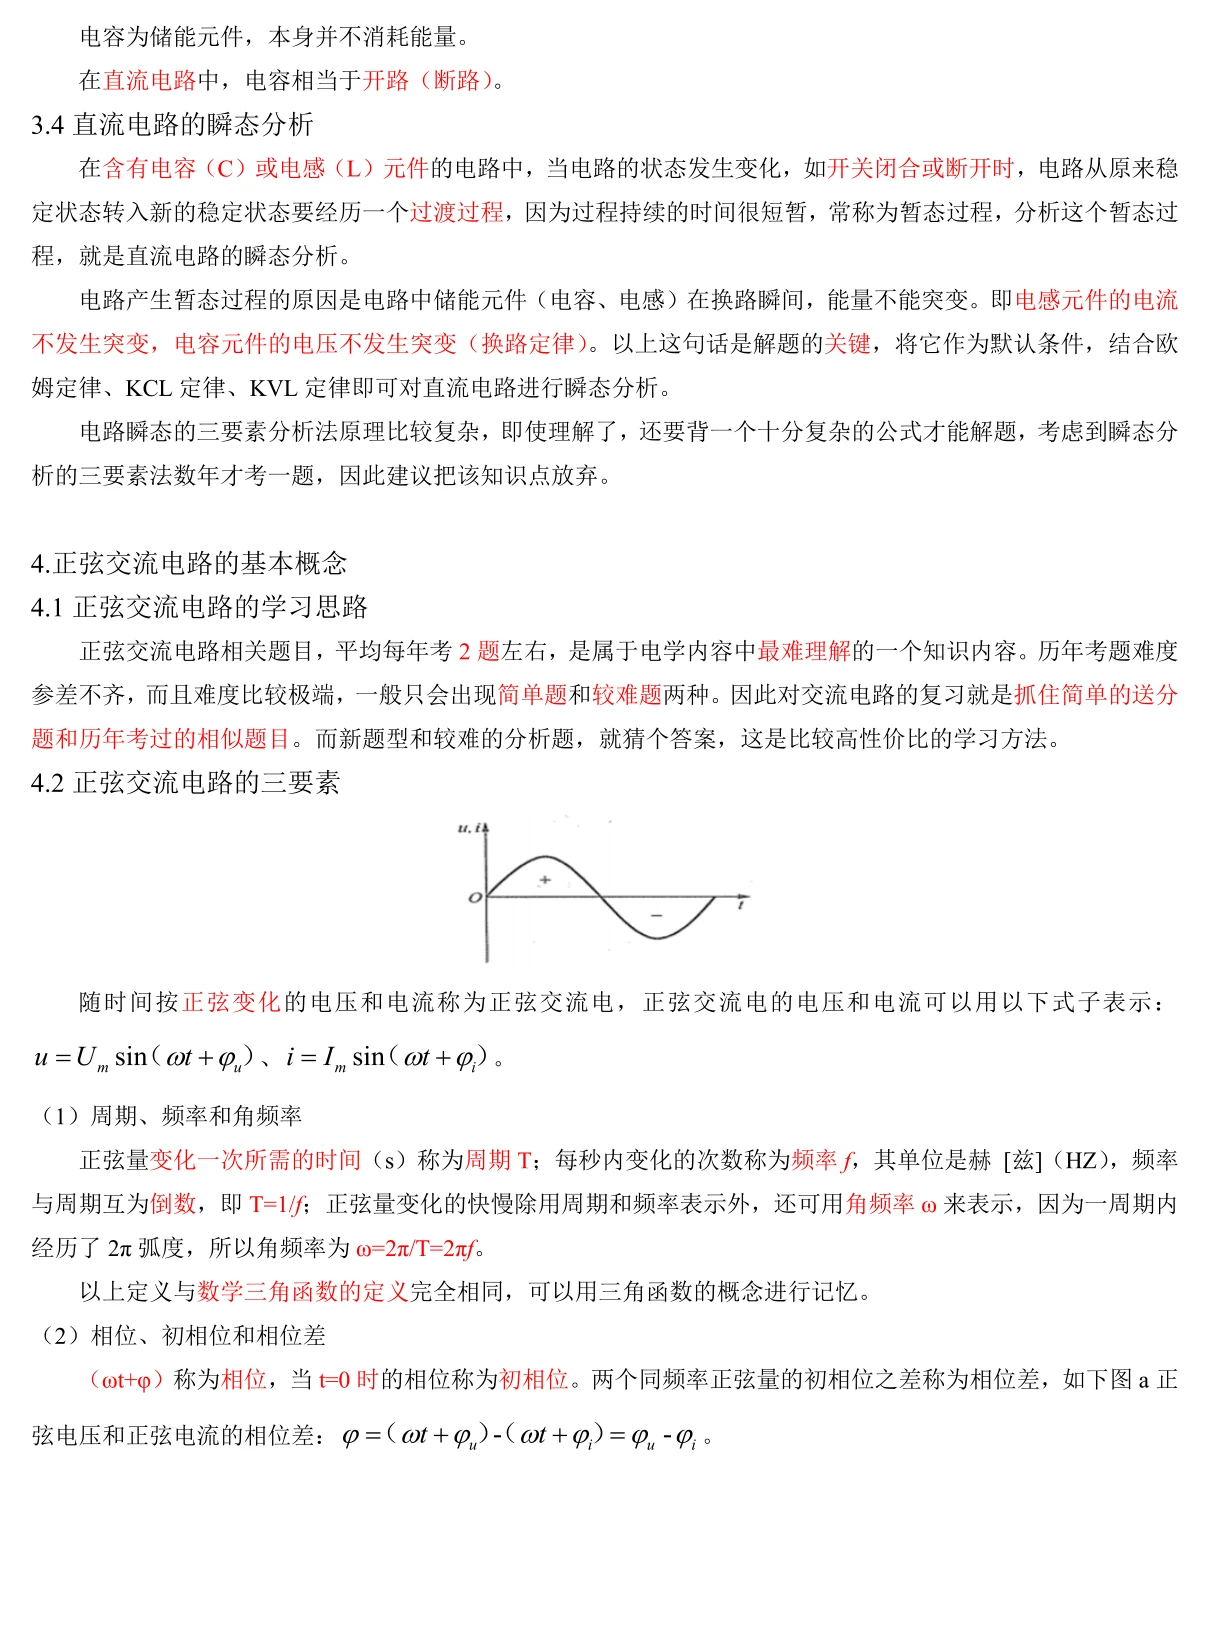 电容为储能元件，本身并不消耗能量。
在直流电路中，电容相当于开路（断路）。
3.4 直流电路的瞬态分析
在含有电容（C）或电感（L）元件的电路中，当电路的状态发生变化，如开关闭合或断开时，电路从原来稳
定状态转入新的稳定状态要经历一个过渡过程，因为过程持续的时间很短暂，常称为暂态过程，分析这个暂态过
程，就是直流电路的瞬态分析。
电路产生暂态过程的原因是电路中储能元件（电容、电感）在换路瞬间，能量不能突变。即电感元件的电流
不发生突变，电容元件的电压不发生突变（换路定律）。以上这句话是解题的关键，将它作为默认条件，结合欧
姆定律、KCL 定律、KVL 定律即可对直流电路进行瞬态分析。
电路瞬态的三要素分析法原理比较复杂，即使理解了，还要背一个十分复杂的公式才能解题，考虑到瞬态分
析的三要素法数年才考一题，因此建议把该知识点放弃。
4.正弦交流电路的基本概念
4.1 正弦交流电路的学习思路
正弦交流电路相关题目，平均每年考 2 题左右，是属于电学内容中最难理解的一个知识内容。历年考题难度
参差不齐，而且难度比较极端，一般只会出现简单题和较难题两种。因此对交流电路的复习就是抓住简单的送分
题和历年考过的相似题目。而新题型和较难的分析题，就猜个答案，这是比较高性价比的学习方法。
4.2 正弦交流电路的三要素
u, i
+
O
−
t
随时间按正弦变化的电压和电流称为正弦交流电，正弦交流电的电压和电流可以用以下式子表示：
u = Uₘ sin（ωt + φᵤ）、i = Iₘ sin（ωt + φᵢ）。
（1）周期、频率和角频率
正弦量变化一次所需的时间（s）称为周期 T；每秒内变化的次数称为频率 f，其单位是赫 [兹]（HZ），频率
与周期互为倒数，即 T=1/f；正弦量变化的快慢除用周期和频率表示外，还可用角频率 ω 来表示，因为一周期内
经历了 2π 弧度，所以角频率为 ω=2π/T=2πf。
以上定义与数学三角函数的定义完全相同，可以用三角函数的概念进行记忆。
（2）相位、初相位和相位差
（ωt+φ）称为相位，当 t=0 时的相位称为初相位。两个同频率正弦量的初相位之差称为相位差，如下图 a 正
弦电压和正弦电流的相位差：φ =（ωt + φᵤ）-（ωt + φᵢ）= φᵤ - φᵢ 。